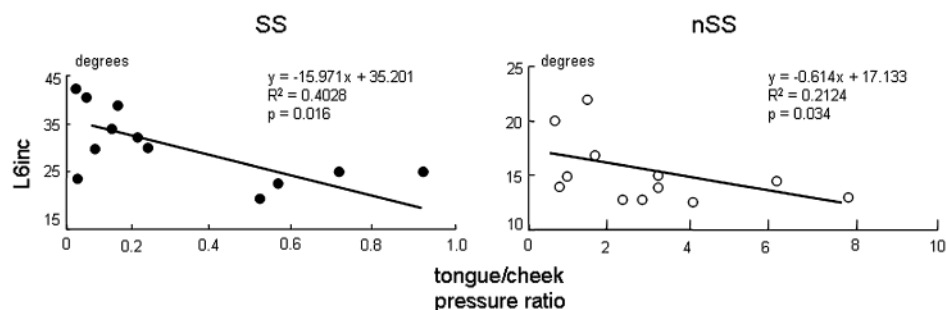 SS
degrees
y = -15.971x + 35.201
R² = 0.4028
p = 0.016
L6inc
45
35
25
15
0
0.2
0.4
0.6
0.8
1.0
nSS
degrees
y = -0.614x + 17.133
R² = 0.2124
p = 0.034
25
20
15
10
0
2
4
6
8
10
tongue/cheek
pressure ratio